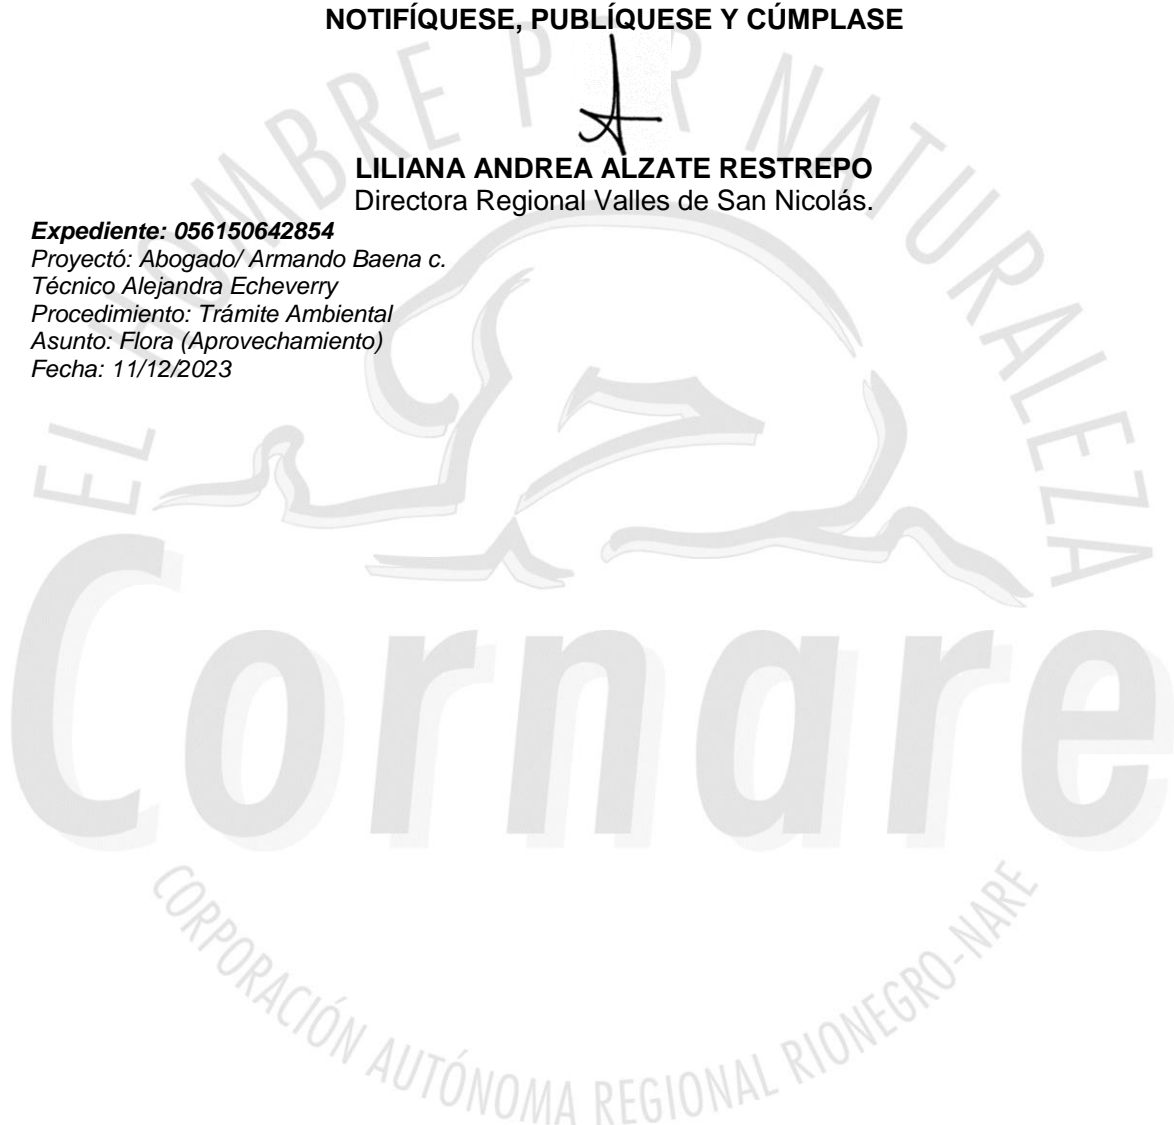 NOTIFÍQUESE, PUBLÍQUESE Y CÚMPLASE
LILIANA ANDREA ALZATE RESTREPO
Directora Regional Valles de San Nicolás.
Expediente: 056150642854
Proyectó: Abogado/ Armando Baena c.
Técnico Alejandra Echeverry
Procedimiento: Trámite Ambiental
Asunto: Flora (Aprovechamiento)
Fecha: 11/12/2023
EL HOMBRE POR NATURALEZA
Cornare
CORPORACIÓN AUTÓNOMA REGIONAL RIONEGRO-NARE